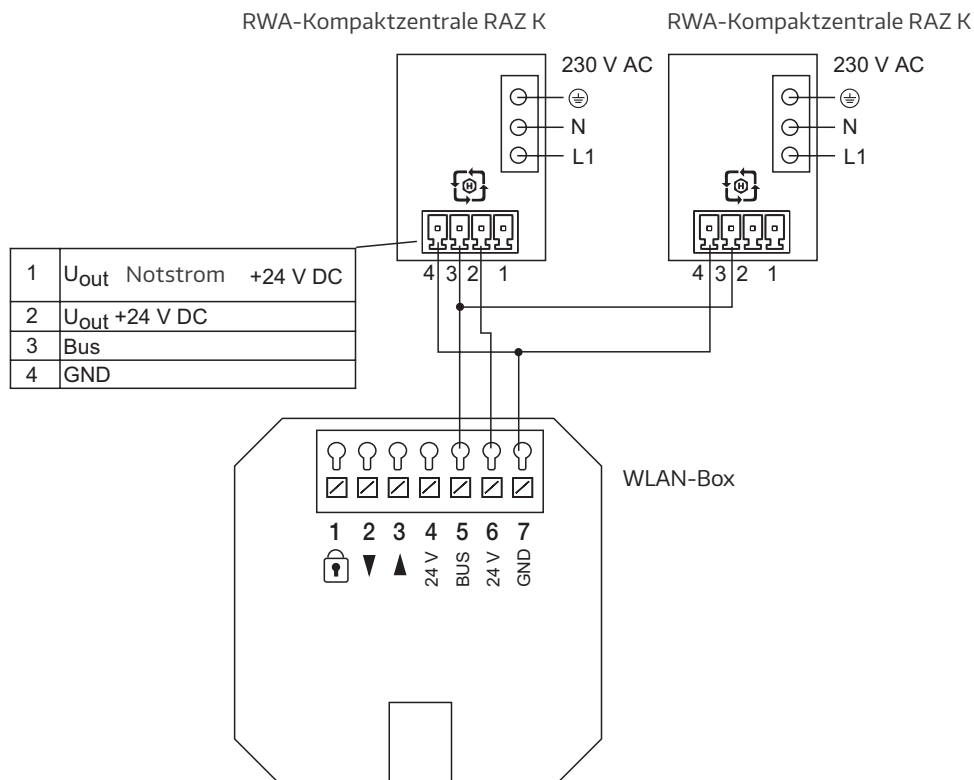 RWA-Kompaktzentrale RAZ K
RWA-Kompaktzentrale RAZ K
230 V AC
N
L1
H
4 3 2 1
230 V AC
N
L1
H
4 3 2 1
1 Uout Notstrom +24 V DC
2 Uout +24 V DC
3 Bus
4 GND
WLAN-Box
1 2 3 4 5 6 7
24 V
BUS
24 V
GND